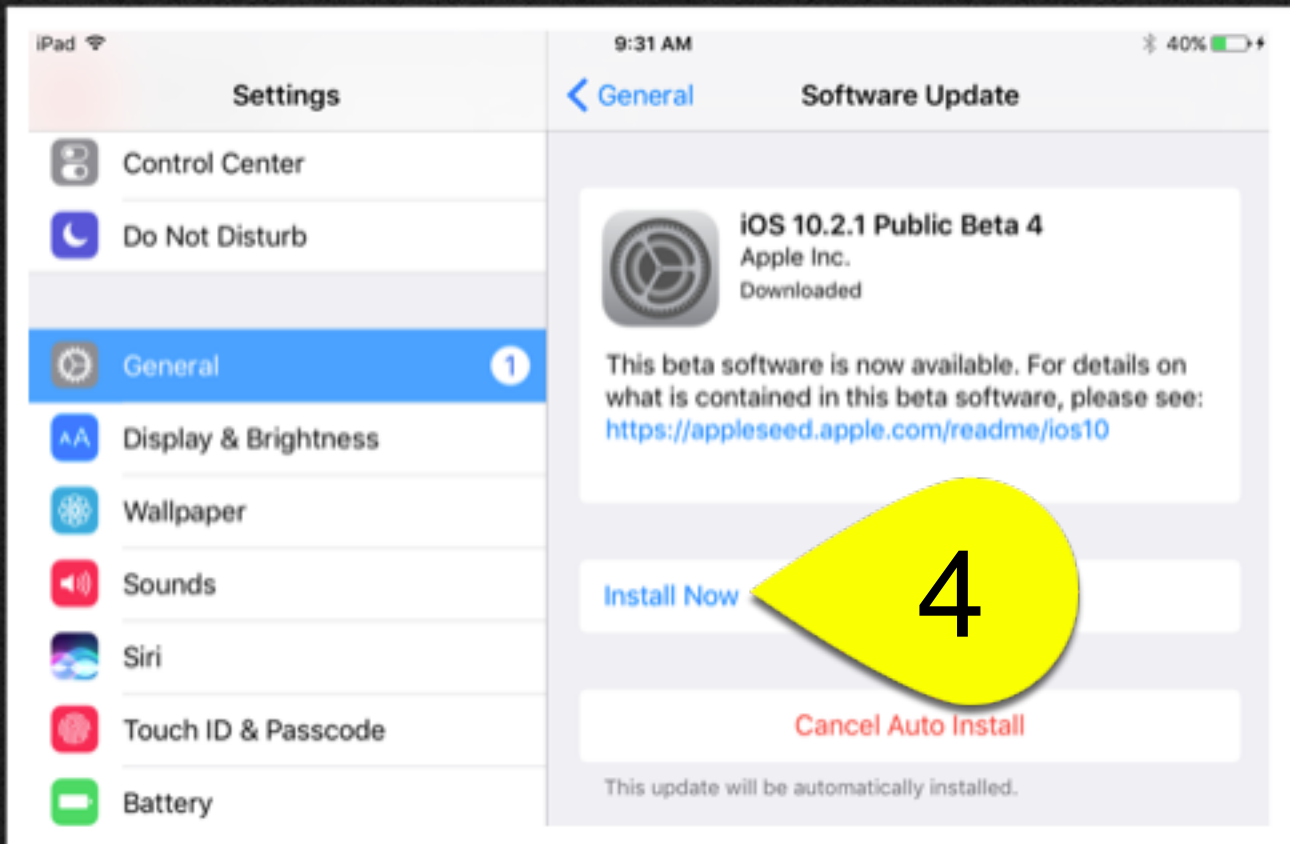 iPad
9:31 AM
40%
Settings
General
Software Update
Control Center
Do Not Disturb
General 1
Display & Brightness
Wallpaper
Sounds
Siri
Touch ID & Passcode
Battery
iOS 10.2.1 Public Beta 4
Apple Inc.
Downloaded
This beta software is now available. For details on
what is contained in this beta software, please see:
https://appleseed.apple.com/readme/ios10
Install Now
4
Cancel Auto Install
This update will be automatically installed.